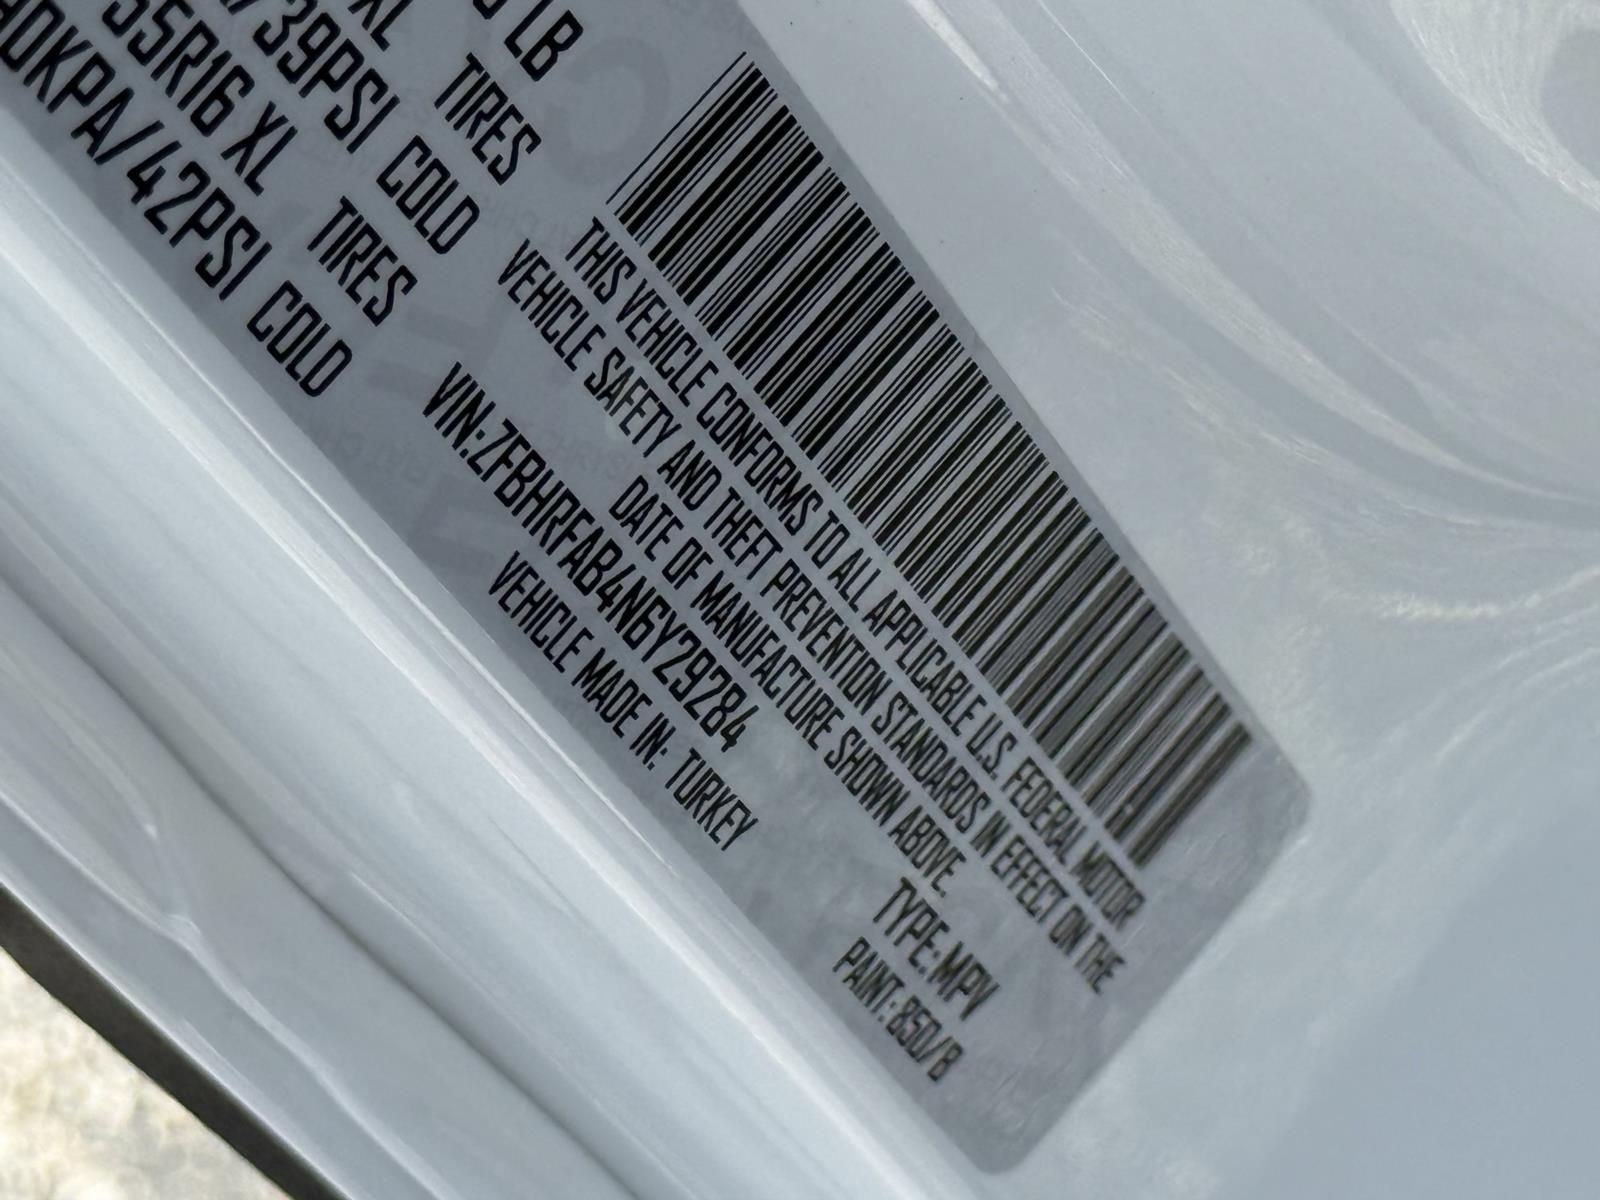 LB
XL TIRES
739PSI COLD
55R16 XL TIRES
0KPA/42PSI COLD
THIS VEHICLE CONFORMS TO ALL APPLICABLE U.S. FEDERAL MOTOR
VEHICLE SAFETY AND THEFT PREVENTION STANDARDS IN EFFECT ON THE
DATE OF MANUFACTURE SHOWN ABOVE.
VIN:ZFBHRFAB4N6Y29284 TYPE:MPV
VEHICLE MADE IN: TURKEY PAINT:850/B